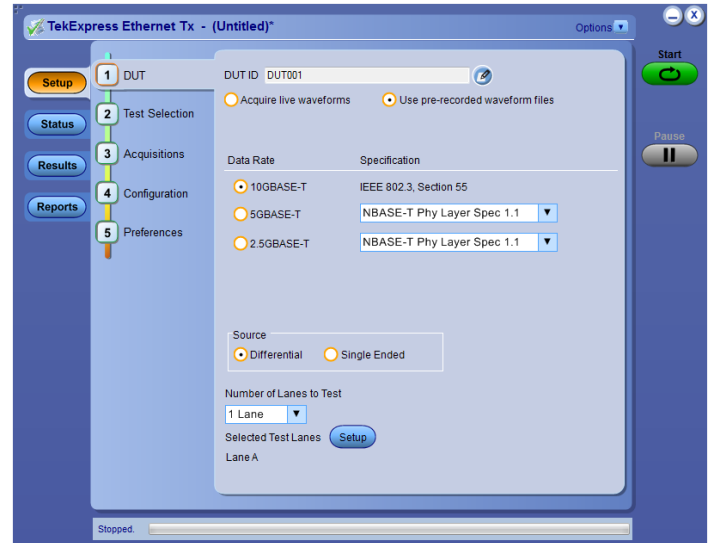 TekExpress Ethernet Tx - (Untitled)*
Options
Start
Pause
Setup
Status
Results
Reports
1 DUT
2 Test Selection
3 Acquisitions
4 Configuration
5 Preferences
DUT ID DUT001
Acquire live waveforms Use pre-recorded waveform files
Data Rate Specification
10GBASE-T IEEE 802.3, Section 55
5GBASE-T NBASE-T Phy Layer Spec 1.1
2.5GBASE-T NBASE-T Phy Layer Spec 1.1
Source
Differential Single Ended
Number of Lanes to Test
1 Lane
Selected Test Lanes Setup
Lane A
Stopped.